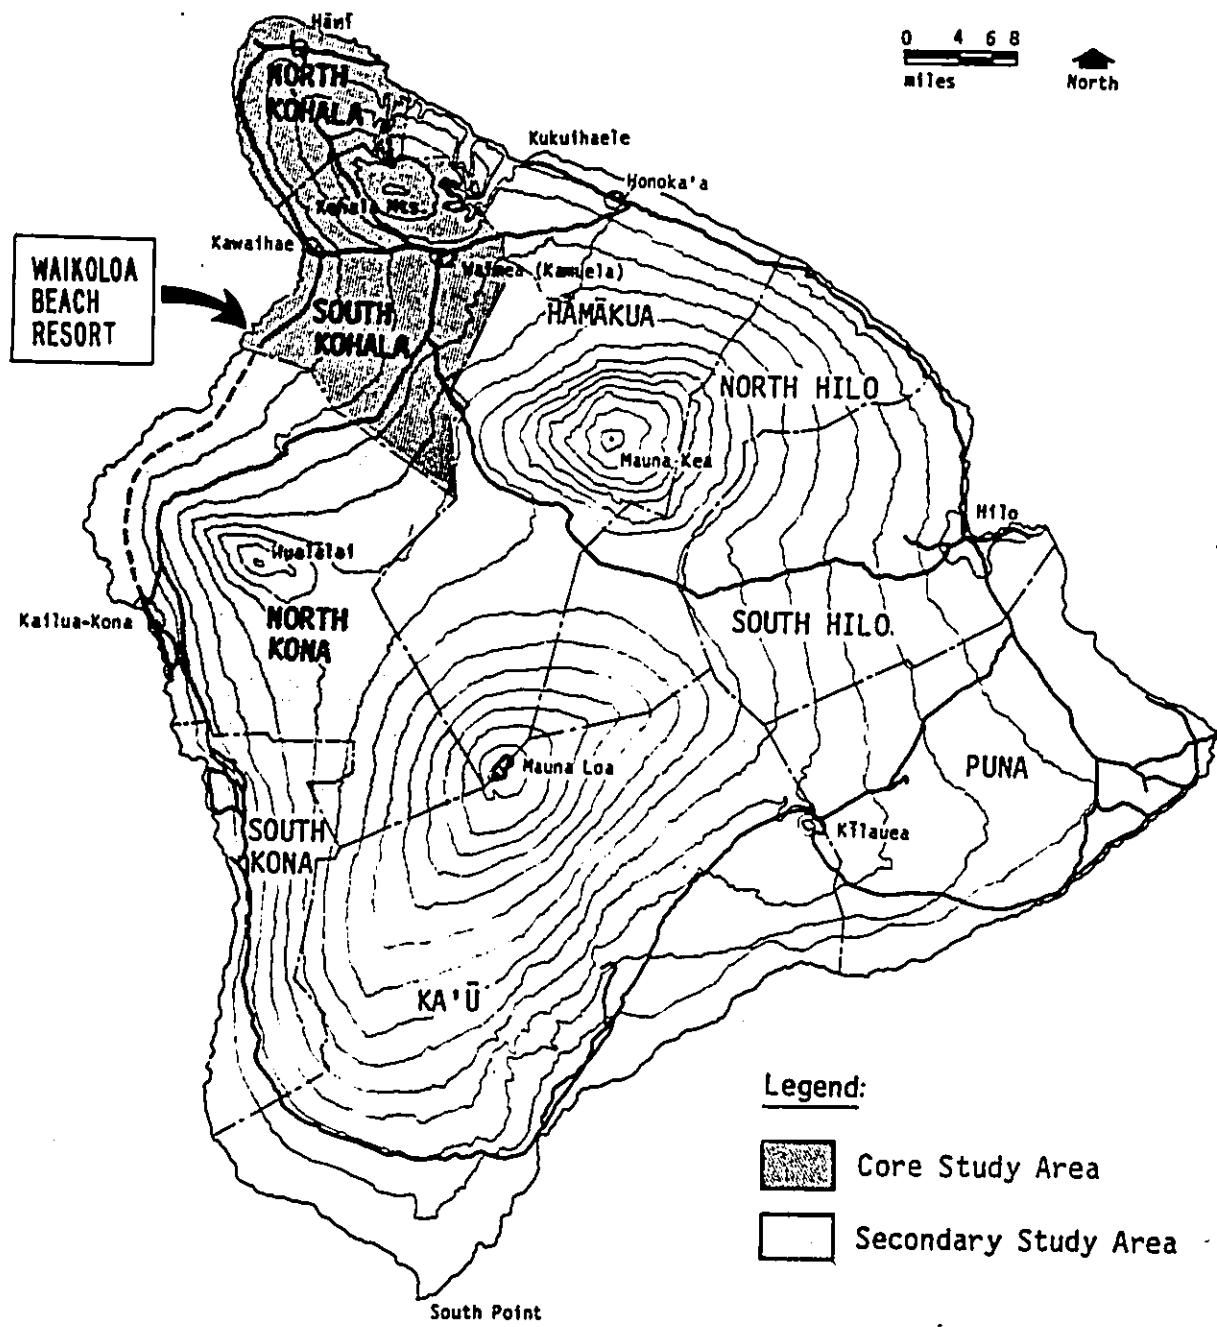 Hāwī
0 4 6 8
miles
North
NORTH
KOHALA
Kukuihaele
Honoka'a
Kohala Mts.
Kawaihae
Waimea (Kamuela)
WAIKOLOA
BEACH
RESORT
SOUTH
KOHALA
HĀMĀKUA
NORTH HILO
Mauna Kea
Hilo
Hualālai
Kailua-Kona
NORTH
KONA
SOUTH HILO
Mauna Loa
PUNA
SOUTH
KONA
Kīlauea
KA'Ū
Legend:
Core Study Area
Secondary Study Area
South Point